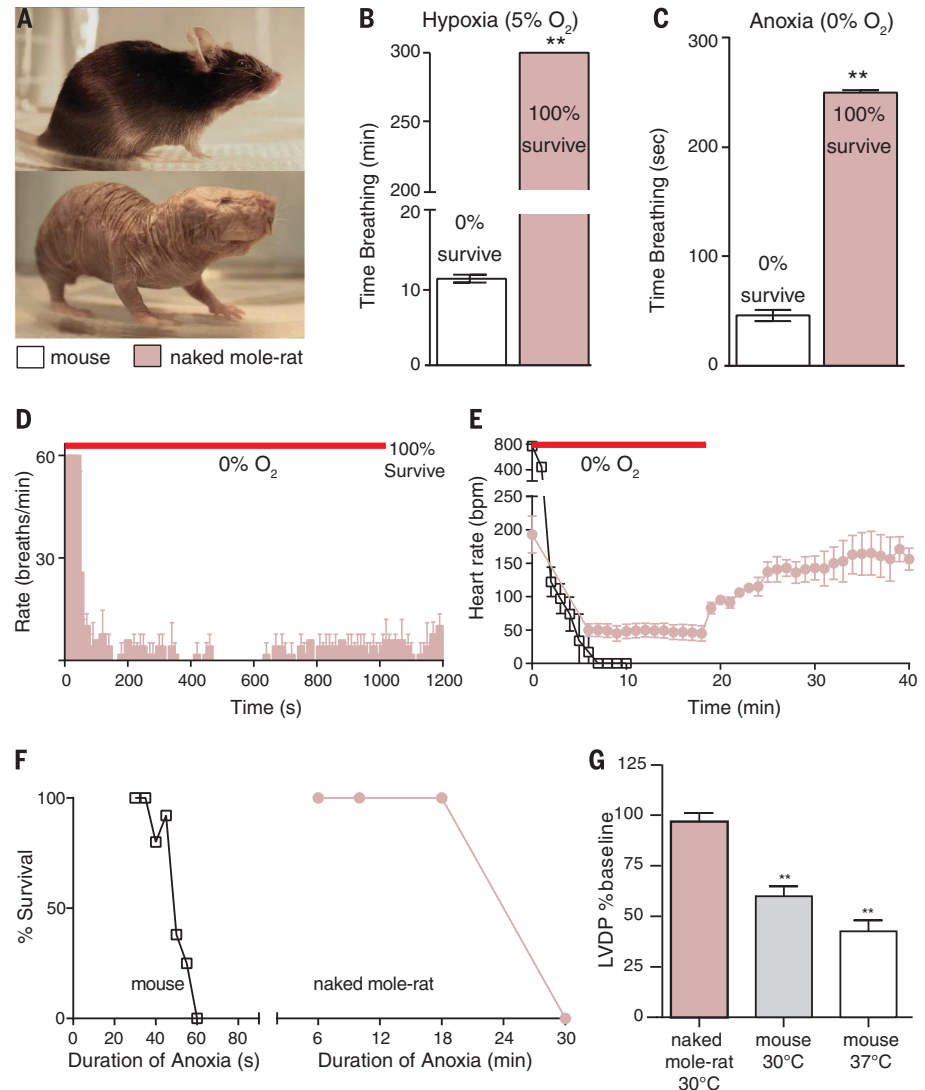 A
mouse
naked mole-rat
B
Hypoxia (5% O2)
Time Breathing (min)
300
250
200
20
10
0
**
0%
survive
100%
survive
C
Anoxia (0% O2)
Time Breathing (sec)
300
200
100
0
**
0%
survive
100%
survive
D
Rate (breaths/min)
60
30
0% O2
100%
Survive
0
200
400
600
800
1000
1200
Time (s)
E
Heart rate (bpm)
800
400
250
200
150
100
50
0
0% O2
0
10
20
30
40
Time (min)
F
% Survival
100
50
0
mouse
naked mole-rat
0
20
40
60
80
Duration of Anoxia (s)
6
12
18
24
30
Duration of Anoxia (min)
G
LVDP %baseline
125
100
75
50
25
0
**
**
naked
mole-rat
30°C
mouse
30°C
mouse
37°C